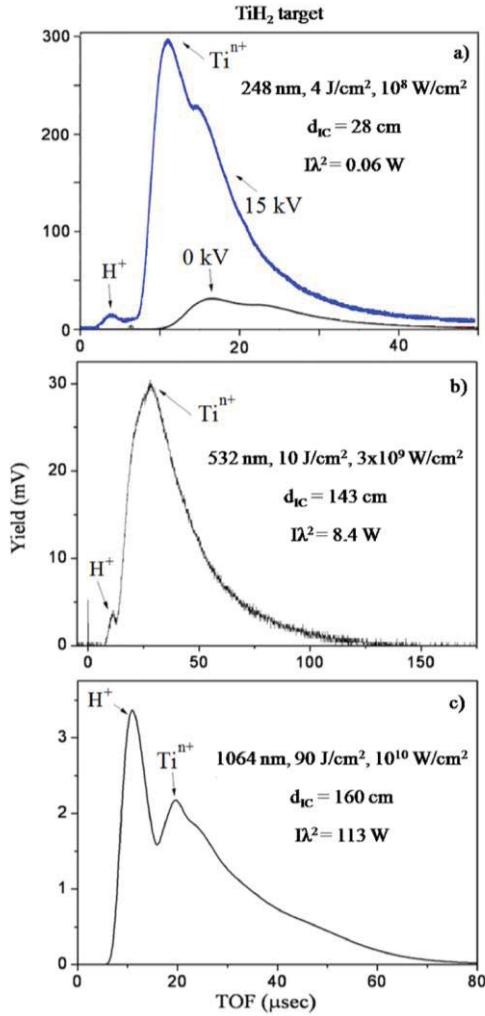 TiH₂ target
a)
300
200
100
0
0
20
40
Tiⁿ⁺
248 nm, 4 J/cm², 10⁸ W/cm²
d_IC = 28 cm
Iλ² = 0.06 W
15 kV
0 kV
H⁺
b)
30
20
10
0
0
50
100
150
Tiⁿ⁺
532 nm, 10 J/cm², 3x10⁹ W/cm²
d_IC = 143 cm
Iλ² = 8.4 W
H⁺
Yield (mV)
c)
3
2
1
0
0
20
40
60
80
H⁺
Tiⁿ⁺
1064 nm, 90 J/cm², 10¹⁰ W/cm²
d_IC = 160 cm
Iλ² = 113 W
TOF (μsec)